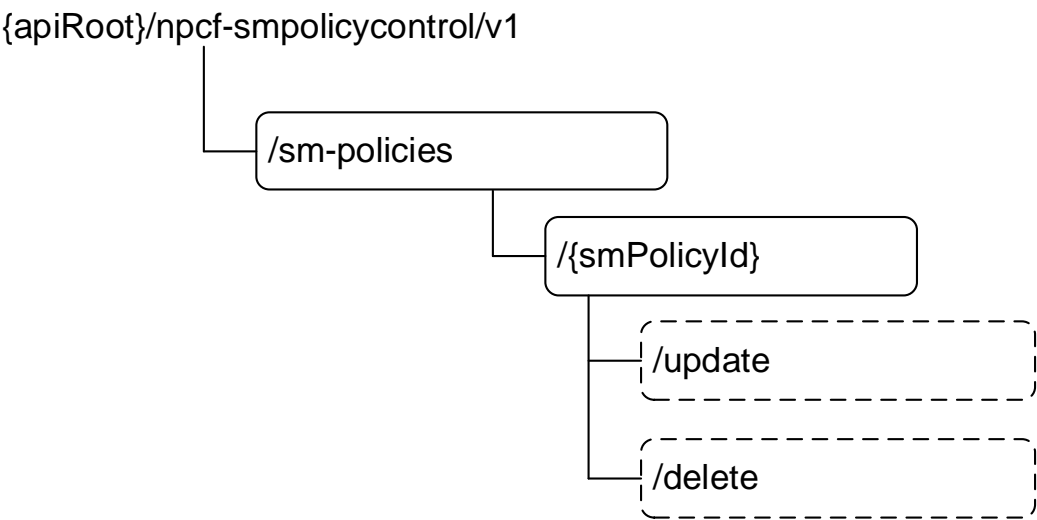 {apiRoot}/npcf-smpolicycontrol/v1
/sm-policies
/{smPolicyId}
/update
/delete